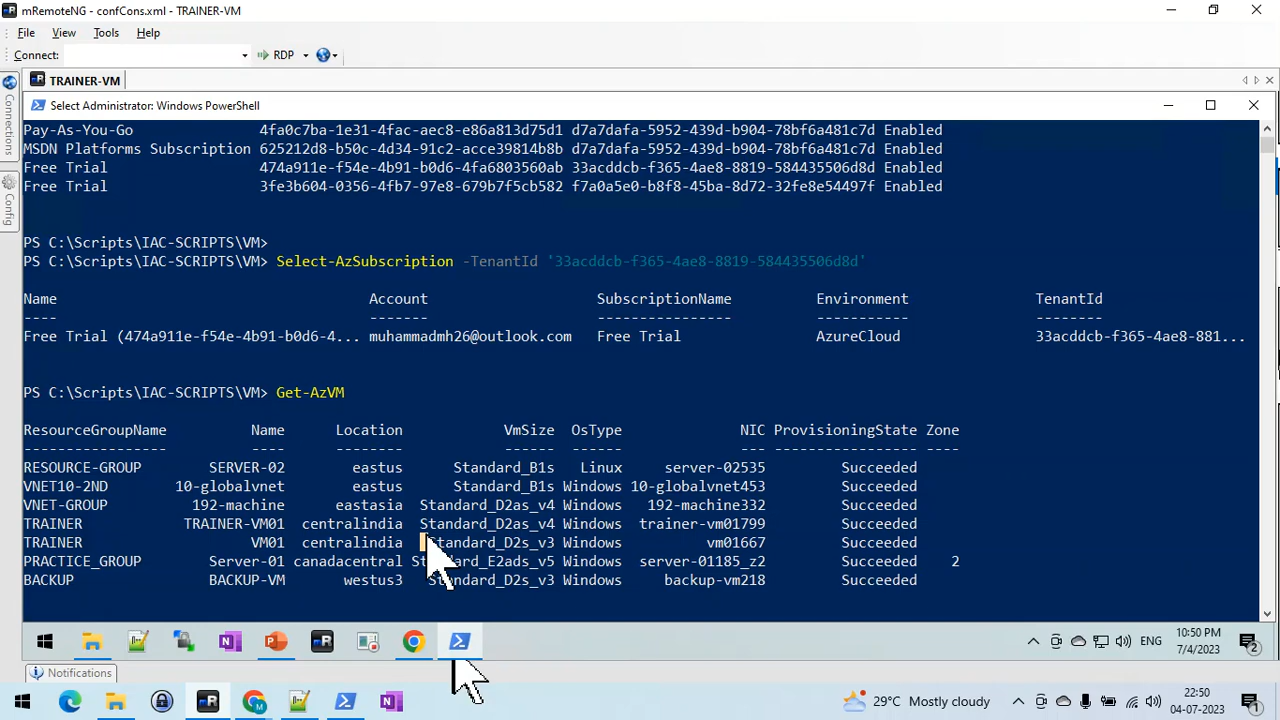 mRemoteNG - confCons.xml - TRAINER-VM
File View Tools Help
Connect: RDP
TRAINER-VM
Connections
Config
Select Administrator: Windows PowerShell
Pay-As-You-Go 4fa0c7ba-1e31-4fac-aec8-e86a813d75d1 d7a7dafa-5952-439d-b904-78bf6a481c7d Enabled
MSDN Platforms Subscription 625212d8-b50c-4d34-91c2-acce39814b8b d7a7dafa-5952-439d-b904-78bf6a481c7d Enabled
Free Trial 474a911e-f54e-4b91-b0d6-4fa6803560ab 33acddcb-f365-4ae8-8819-584435506d8d Enabled
Free Trial 3fe3b604-0356-4fb7-97e8-679b7f5cb582 f7a0a5e0-b8f8-45ba-8d72-32fe8e54497f Enabled
PS C:\Scripts\IAC-SCRIPTS\VM>
PS C:\Scripts\IAC-SCRIPTS\VM> Select-AzSubscription -TenantId '33acddcb-f365-4ae8-8819-584435506d8d'
Name Account SubscriptionName Environment TenantId
---- ------- ---------------- ----------- --------
Free Trial (474a911e-f54e-4b91-b0d6-4... muhammadmh26@outlook.com Free Trial AzureCloud 33acddcb-f365-4ae8-881...
PS C:\Scripts\IAC-SCRIPTS\VM> Get-AzVM
ResourceGroupName Name Location VmSize OsType NIC ProvisioningState Zone
----------------- ---- -------- ------ ------ --- ----------------- ----
RESOURCE-GROUP SERVER-02 eastus Standard_B1s Linux server-02535 Succeeded
VNET10-2ND 10-globalvnet eastus Standard_B1s Windows 10-globalvnet453 Succeeded
VNET-GROUP 192-machine eastasia Standard_D2as_v4 Windows 192-machine332 Succeeded
TRAINER TRAINER-VM01 centralindia Standard_D2as_v4 Windows trainer-vm01799 Succeeded
TRAINER VM01 centralindia Standard_D2s_v3 Windows vm01667 Succeeded
PRACTICE_GROUP Server-01 canadacentral Standard_E2ads_v5 Windows server-01185_z2 Succeeded 2
BACKUP BACKUP-VM westus3 Standard_D2s_v3 Windows backup-vm218 Succeeded
ENG 10:50 PM
7/4/2023
2
Notifications
29°C Mostly cloudy ENG 22:50
04-07-2023
1